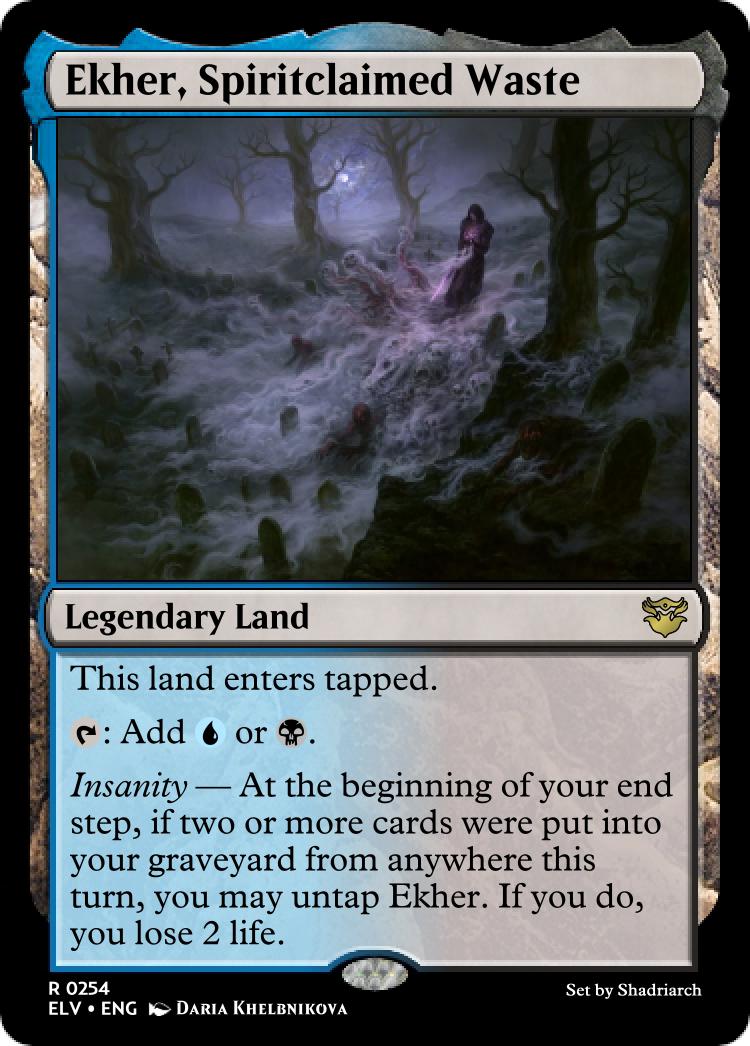 Ekher, Spiritclaimed Waste
Legendary Land
This land enters tapped.
: Add or .
Insanity — At the beginning of your end
step, if two or more cards were put into
your graveyard from anywhere this
turn, you may untap Ekher. If you do,
you lose 2 life.
R 0254
Set by Shadriarch
ELV • ENG Daria Khelbnikova